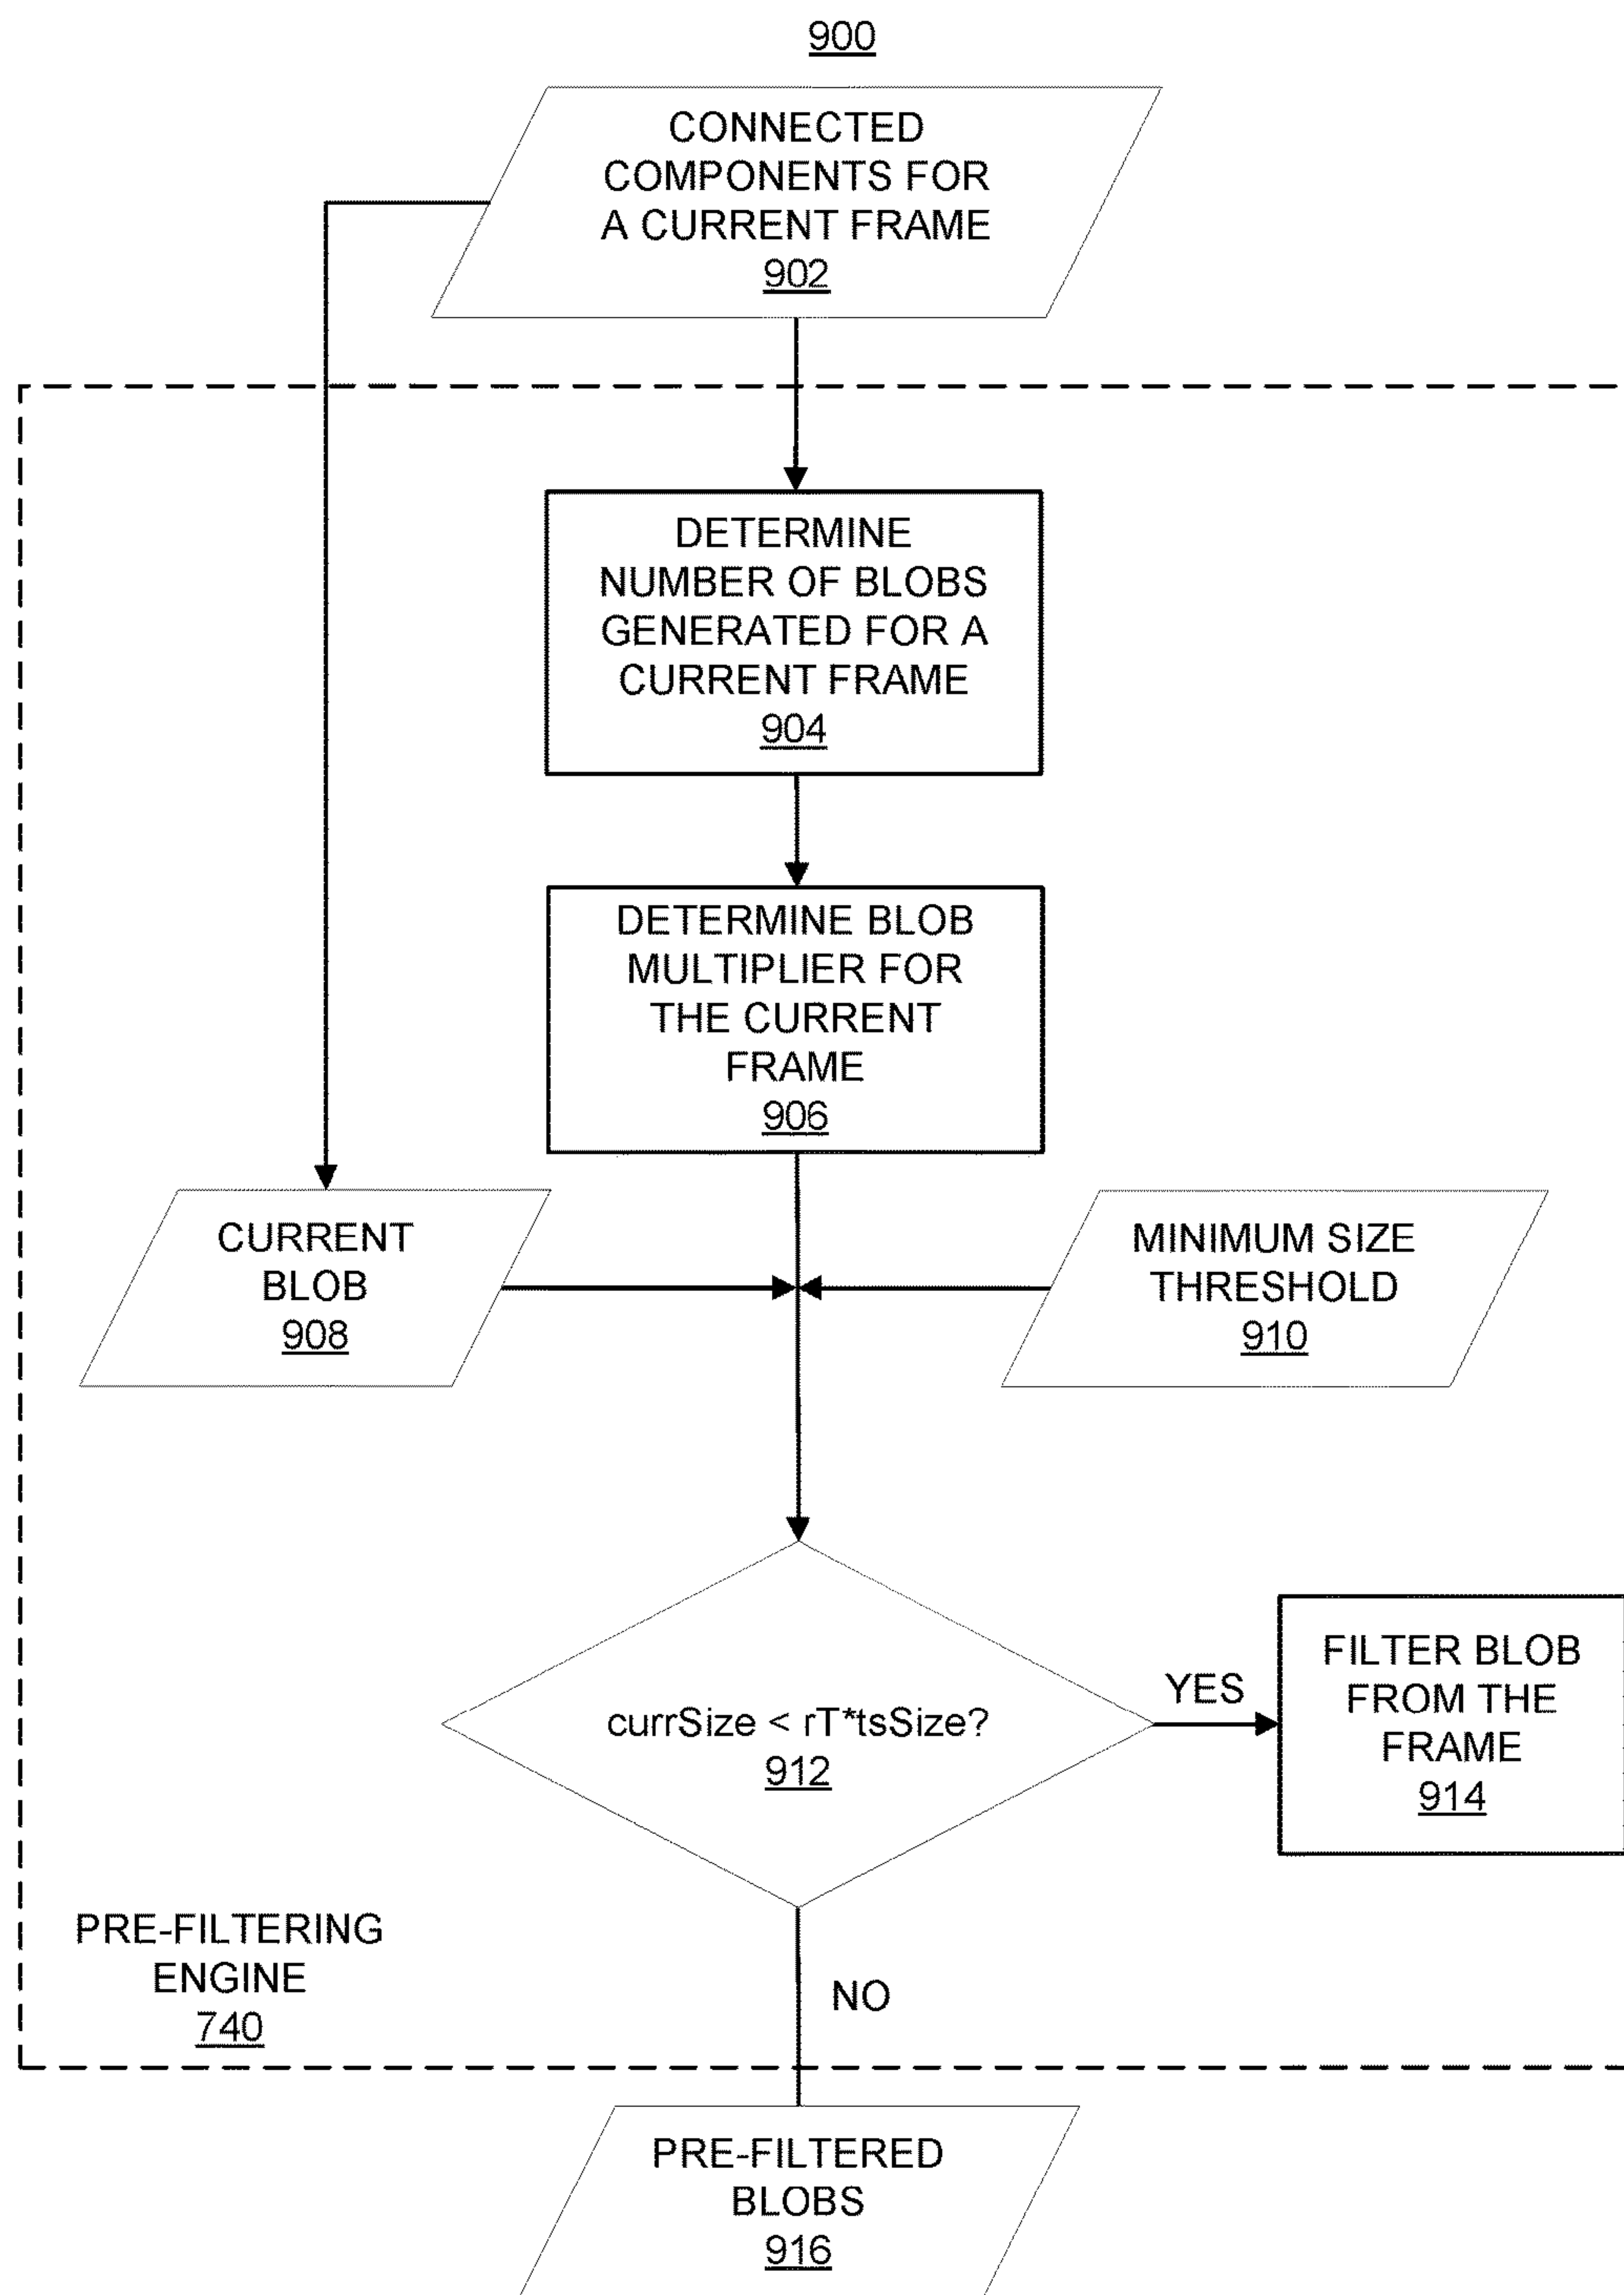 900
CONNECTED
COMPONENTS FOR
A CURRENT FRAME
902
DETERMINE
NUMBER OF BLOBS
GENERATED FOR A
CURRENT FRAME
904
DETERMINE BLOB
MULTIPLIER FOR
THE CURRENT
FRAME
906
CURRENT
BLOB
908
MINIMUM SIZE
THRESHOLD
910
currSize < rT*tsSize?
912
YES
FILTER BLOB
FROM THE
FRAME
914
PRE-FILTERING
ENGINE
740
NO
PRE-FILTERED
BLOBS
916